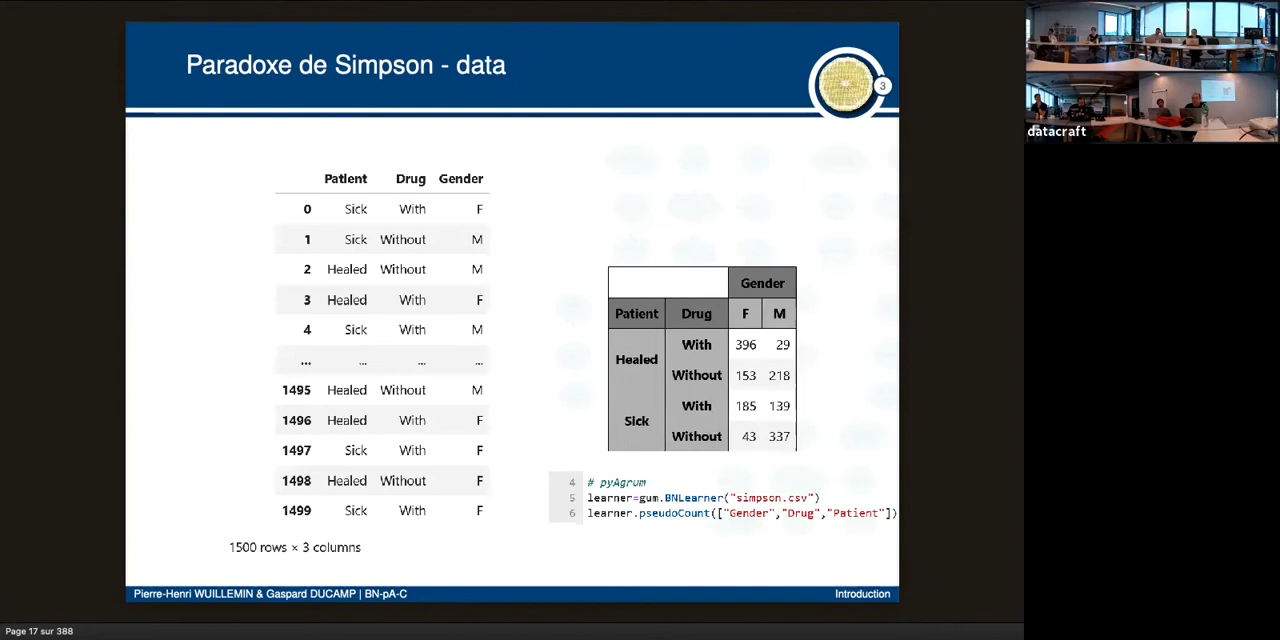 Paradoxe de Simpson - data
3
Patient Drug Gender
0 Sick With F
1 Sick Without M
2 Healed Without M
3 Healed With F
4 Sick With M
... ... ... ...
1495 Healed Without M
1496 Healed With F
1497 Sick With F
1498 Healed Without F
1499 Sick With F
1500 rows × 3 columns
Gender
Patient Drug F M
Healed With 396 29
Without 153 218
Sick With 185 139
Without 43 337
4 # pyAgrum
5 learner=gum.BNLearner("simpson.csv")
6 learner.pseudoCount(["Gender","Drug","Patient"])
Pierre-Henri WUILLEMIN & Gaspard DUCAMP | BN-pA-C
Introduction
Page 17 sur 388
datacraft